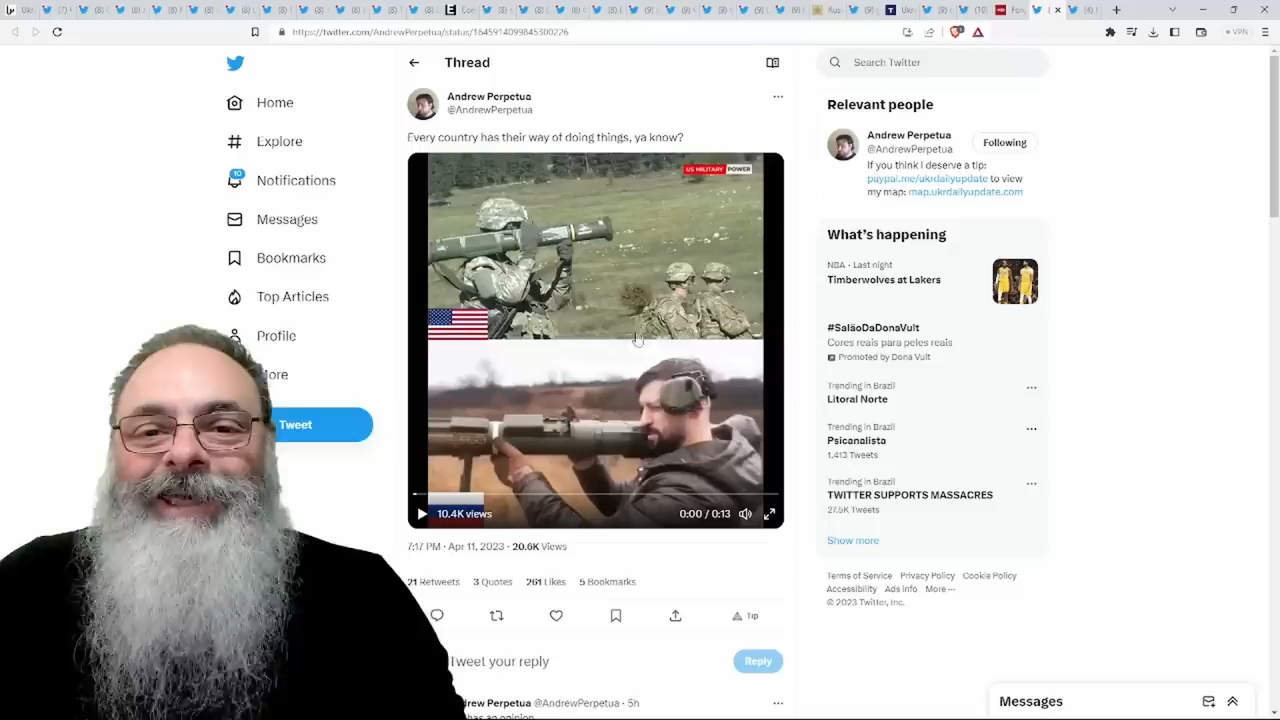 https://twitter.com/AndrewPerpetua/status/1645914099845300226
VPN
Home
Explore
10
Notifications
Messages
Bookmarks
Top Articles
Profile
Tweet
Thread
Andrew Perpetua
@AndrewPerpetua
Every country has their way of doing things, ya know?
US MILITARY POWER
10.4K views
0:00 / 0:13
7:17 PM · Apr 11, 2023 · 20.6K Views
21 Retweets 3 Quotes 261 Likes 5 Bookmarks
Tip
Tweet your reply
Reply
drew Perpetua @AndrewPerpetua · 5h
has an opinion
Search Twitter
Relevant people
Andrew Perpetua
@AndrewPerpetua
Following
If you think I deserve a tip:
paypal.me/ukrdailyupdate to view
my map: map.ukrdailyupdate.com
What's happening
NBA · Last night
Timberwolves at Lakers
#SalãoDaDonaVult
Cores reais para peles reais
Promoted by Dona Vult
Trending in Brazil
Litoral Norte
Trending in Brazil
Psicanalista
1,413 Tweets
Trending in Brazil
TWITTER SUPPORTS MASSACRES
27.5K Tweets
Show more
Terms of Service Privacy Policy Cookie Policy
Accessibility Ads info More ···
© 2023 Twitter, Inc.
Messages